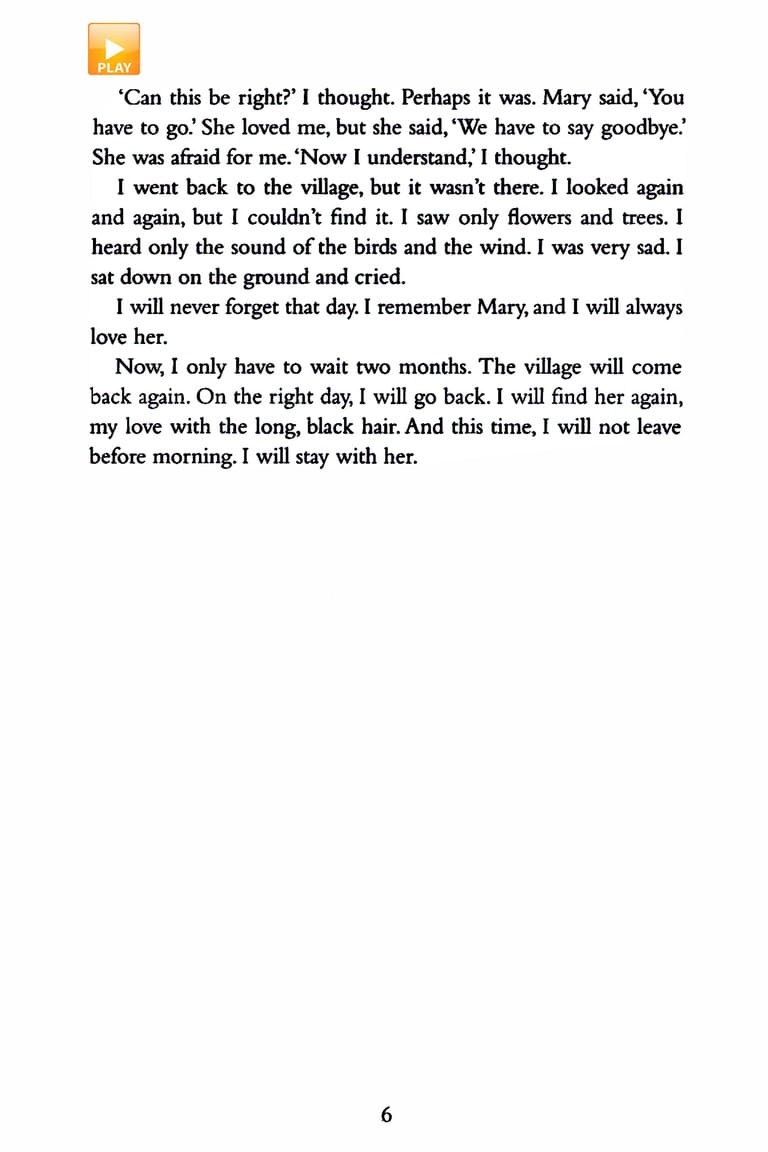 PLAY
‘Can this be right?’ I thought. Perhaps it was. Mary said, ‘You
have to go.’ She loved me, but she said, ‘We have to say goodbye.’
She was afraid for me. ‘Now I understand,’ I thought.
I went back to the village, but it wasn’t there. I looked again
and again, but I couldn’t find it. I saw only flowers and trees. I
heard only the sound of the birds and the wind. I was very sad. I
sat down on the ground and cried.
I will never forget that day. I remember Mary, and I will always
love her.
Now, I only have to wait two months. The village will come
back again. On the right day, I will go back. I will find her again,
my love with the long, black hair. And this time, I will not leave
before morning. I will stay with her.
6